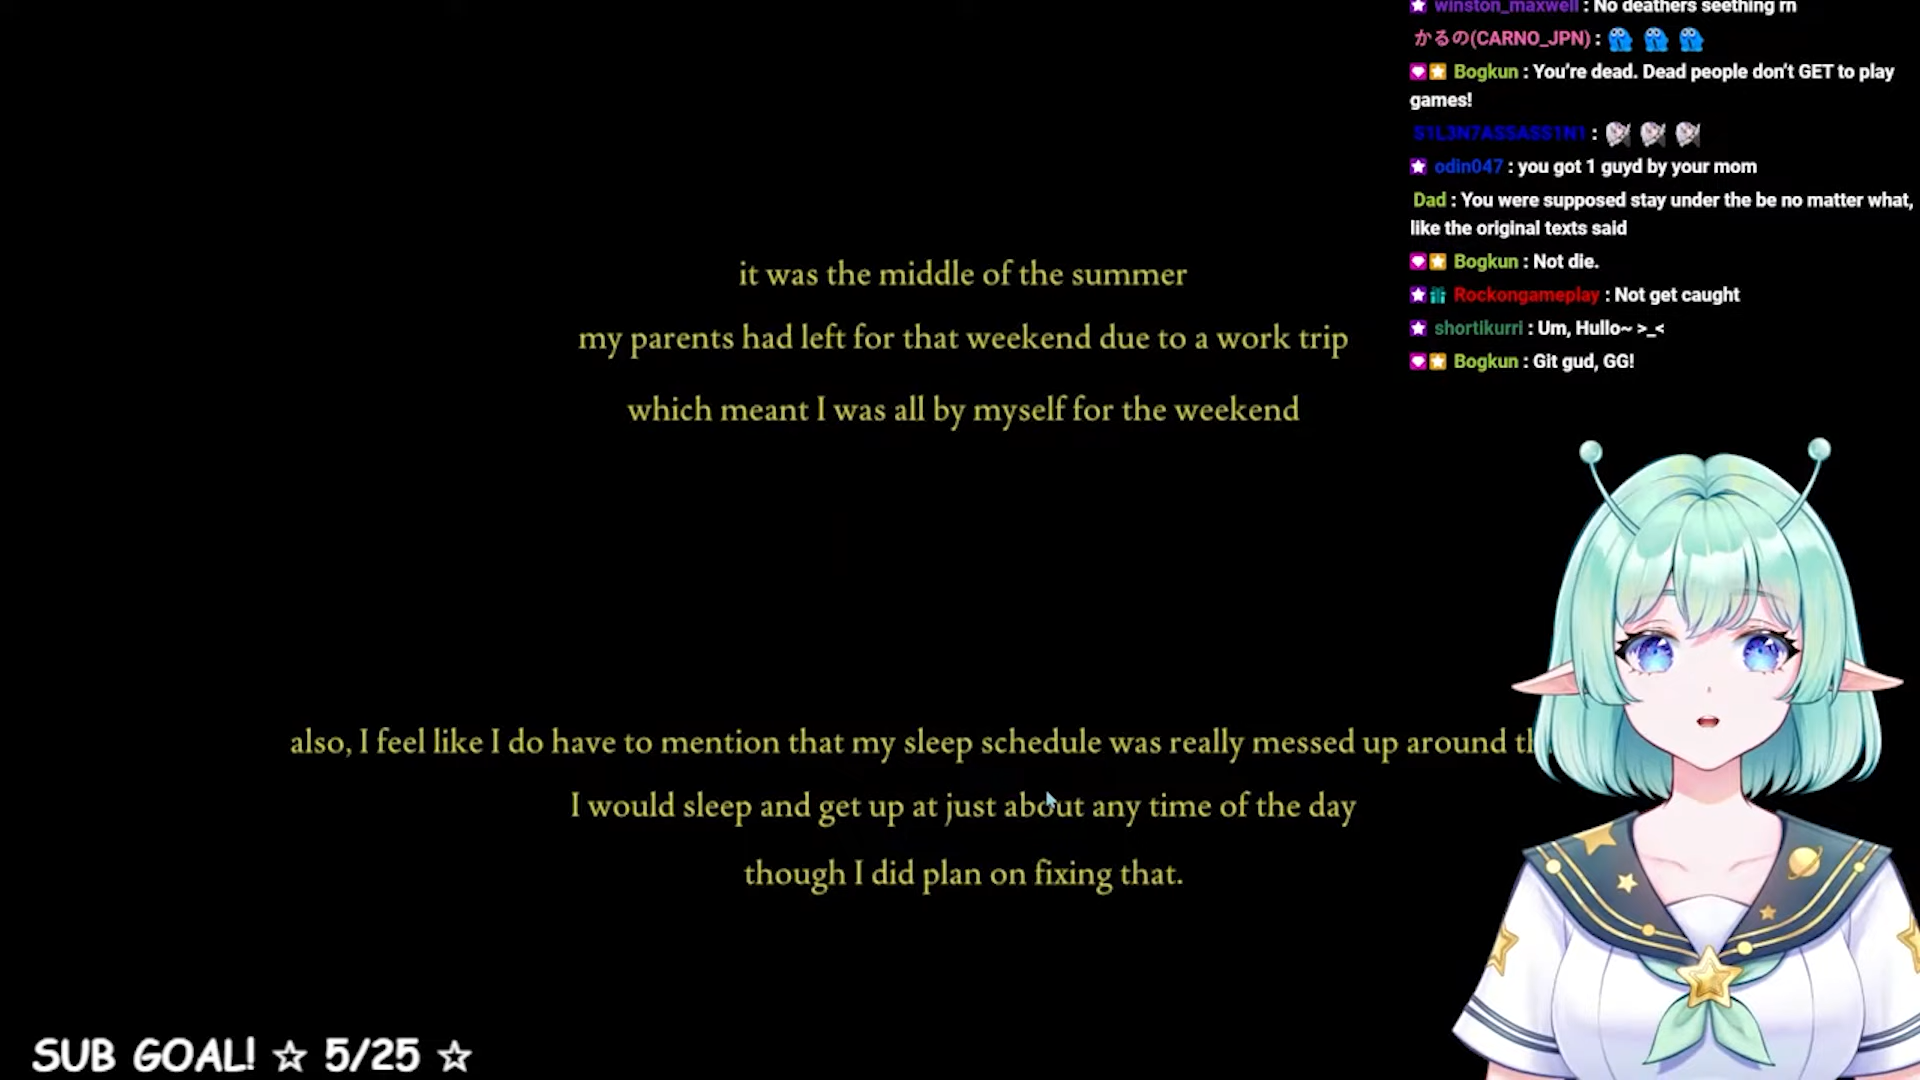 winston_maxwell : No deathers seething rn
かるの(CARNO_JPN) :
Bogkun : You're dead. Dead people don't GET to play
games!
S1L3N7ASSASS1N1 :
odin047 : you got 1 guyd by your mom
Dad : You were supposed stay under the be no matter what,
like the original texts said
Bogkun : Not die.
Rockongameplay : Not get caught
shortikurri : Um, Hullo~ >_<
Bogkun : Git gud, GG!
it was the middle of the summer
my parents had left for that weekend due to a work trip
which meant I was all by myself for the weekend
also, I feel like I do have to mention that my sleep schedule was really messed up around
I would sleep and get up at just about any time of the day
though I did plan on fixing that.
SUB GOAL! ☆ 5/25 ☆